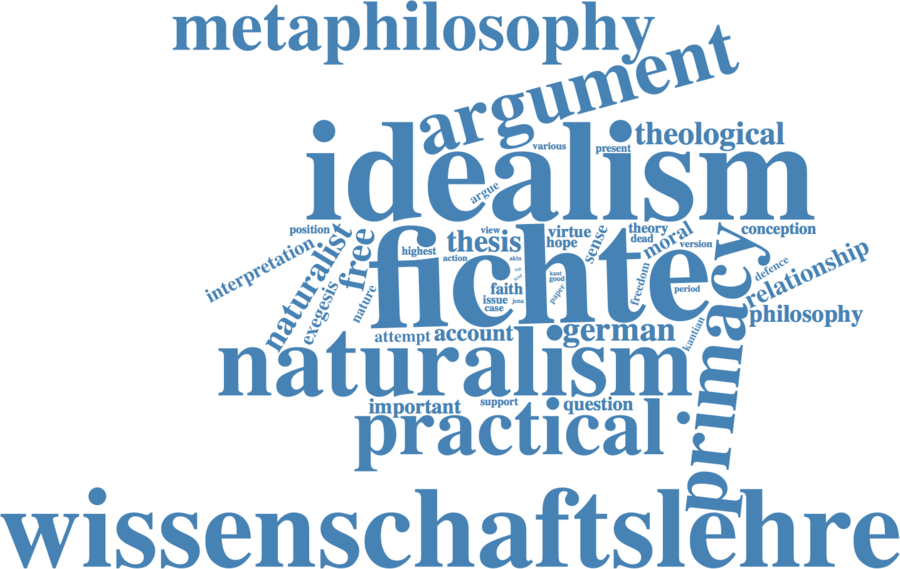 metaphilosophy
argument
idealism
theological
various
present
argue
position
interpretation
naturalist
free
exegesis
nature
highest
view
thesis
action
akin
virtue
hope
sense
theory
dead
moral
version
conception
fichte
faith
issue
case
jena
kant
good
paper
freedom
period
primacy
defence
relationship
philosophy
kantian
attempt
account
german
naturalism
important
support
question
practical
wissenschaftslehre